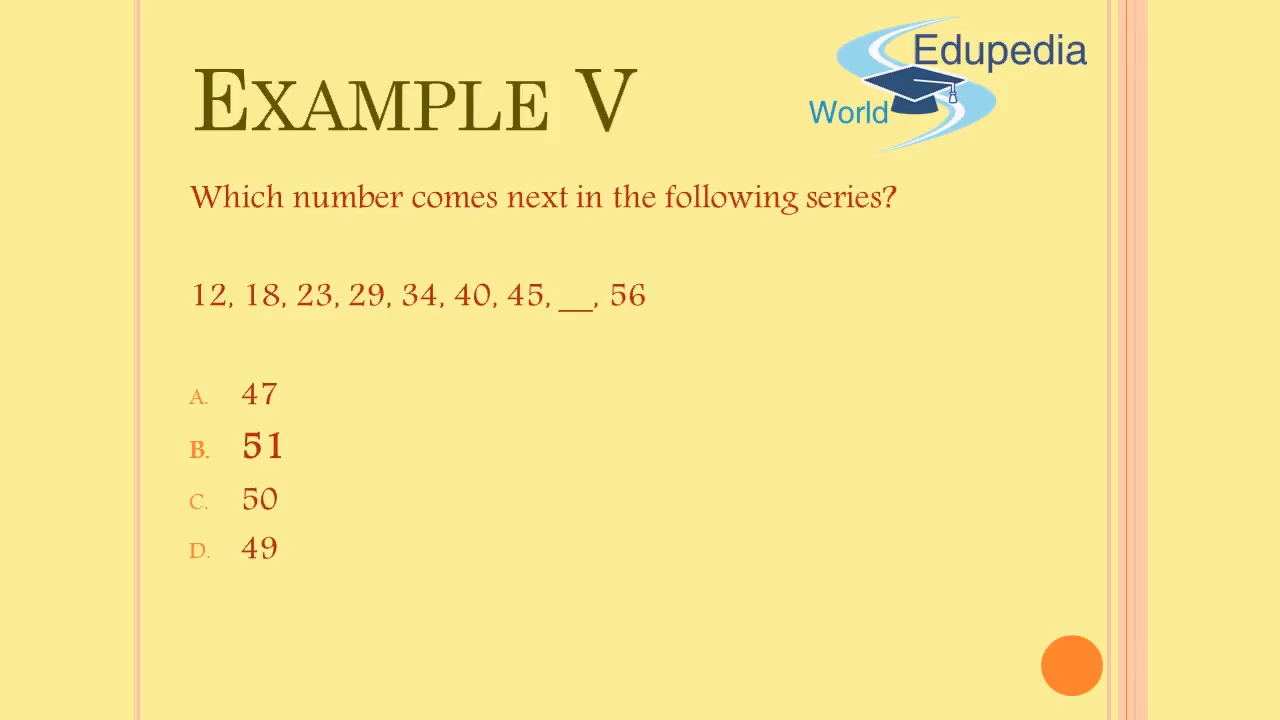 Edupedia
World
EXAMPLE V
Which number comes next in the following series?
12, 18, 23, 29, 34, 40, 45, __, 56
A. 47
B. 51
C. 50
D. 49